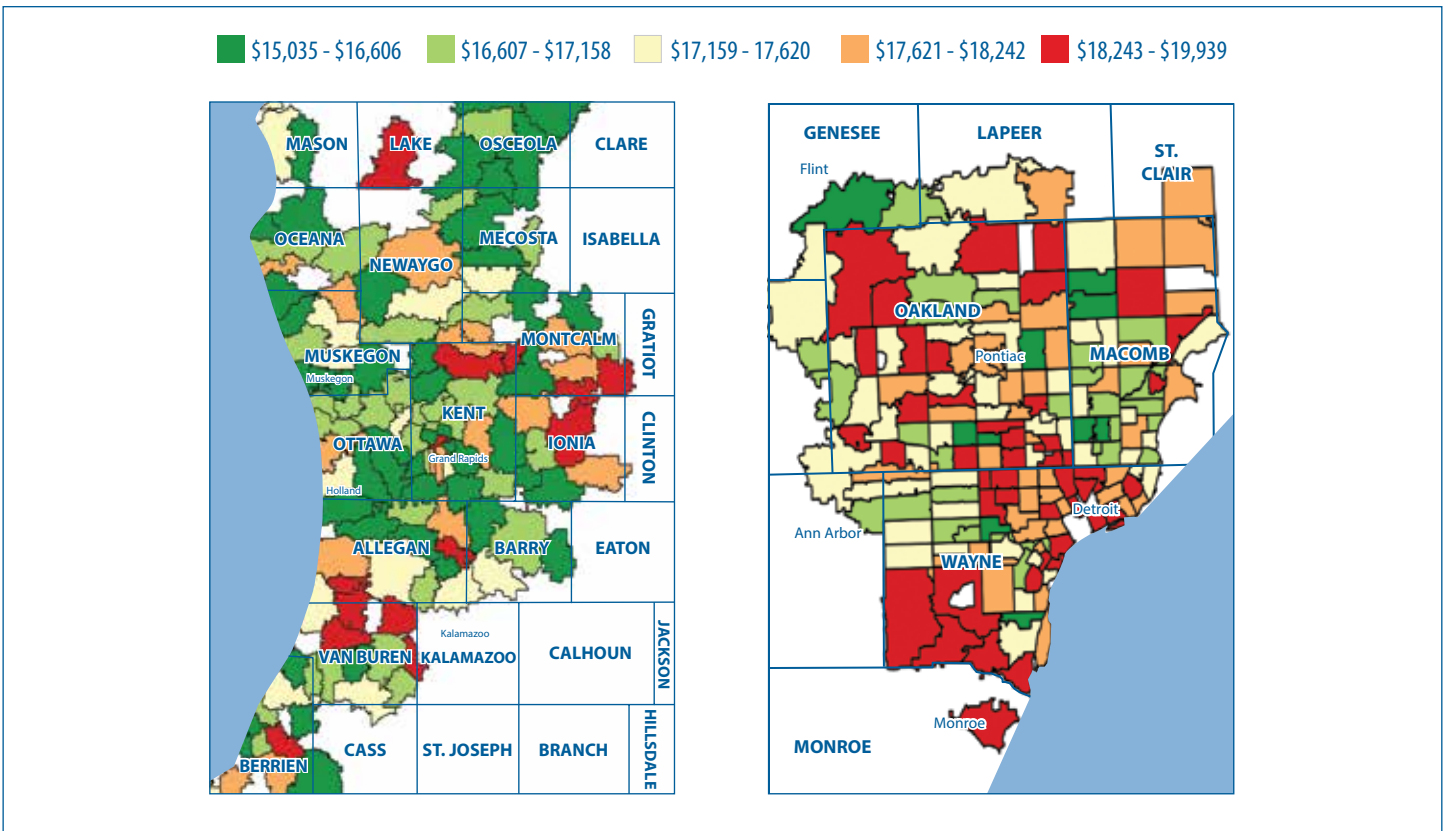 $15,035 - $16,606
$16,607 - $17,158
$17,159 - 17,620
$17,621 - $18,242
$18,243 - $19,939
MASON
LAKE
OSCEOLA
CLARE
OCEANA
NEWAYGO
MECOSTA
ISABELLA
MUSKEGON
Muskegon
MONTCALM
GRATIOT
KENT
OTTAWA
Grand Rapids
IONIA
CLINTON
Holland
ALLEGAN
BARRY
EATON
VAN BUREN
Kalamazoo
KALAMAZOO
CALHOUN
JACKSON
BERRIEN
CASS
ST. JOSEPH
BRANCH
HILLSDALE
GENESEE
LAPEER
ST.
CLAIR
Flint
OAKLAND
Pontiac
MACOMB
Ann Arbor
Detroit
WAYNE
Monroe
MONROE